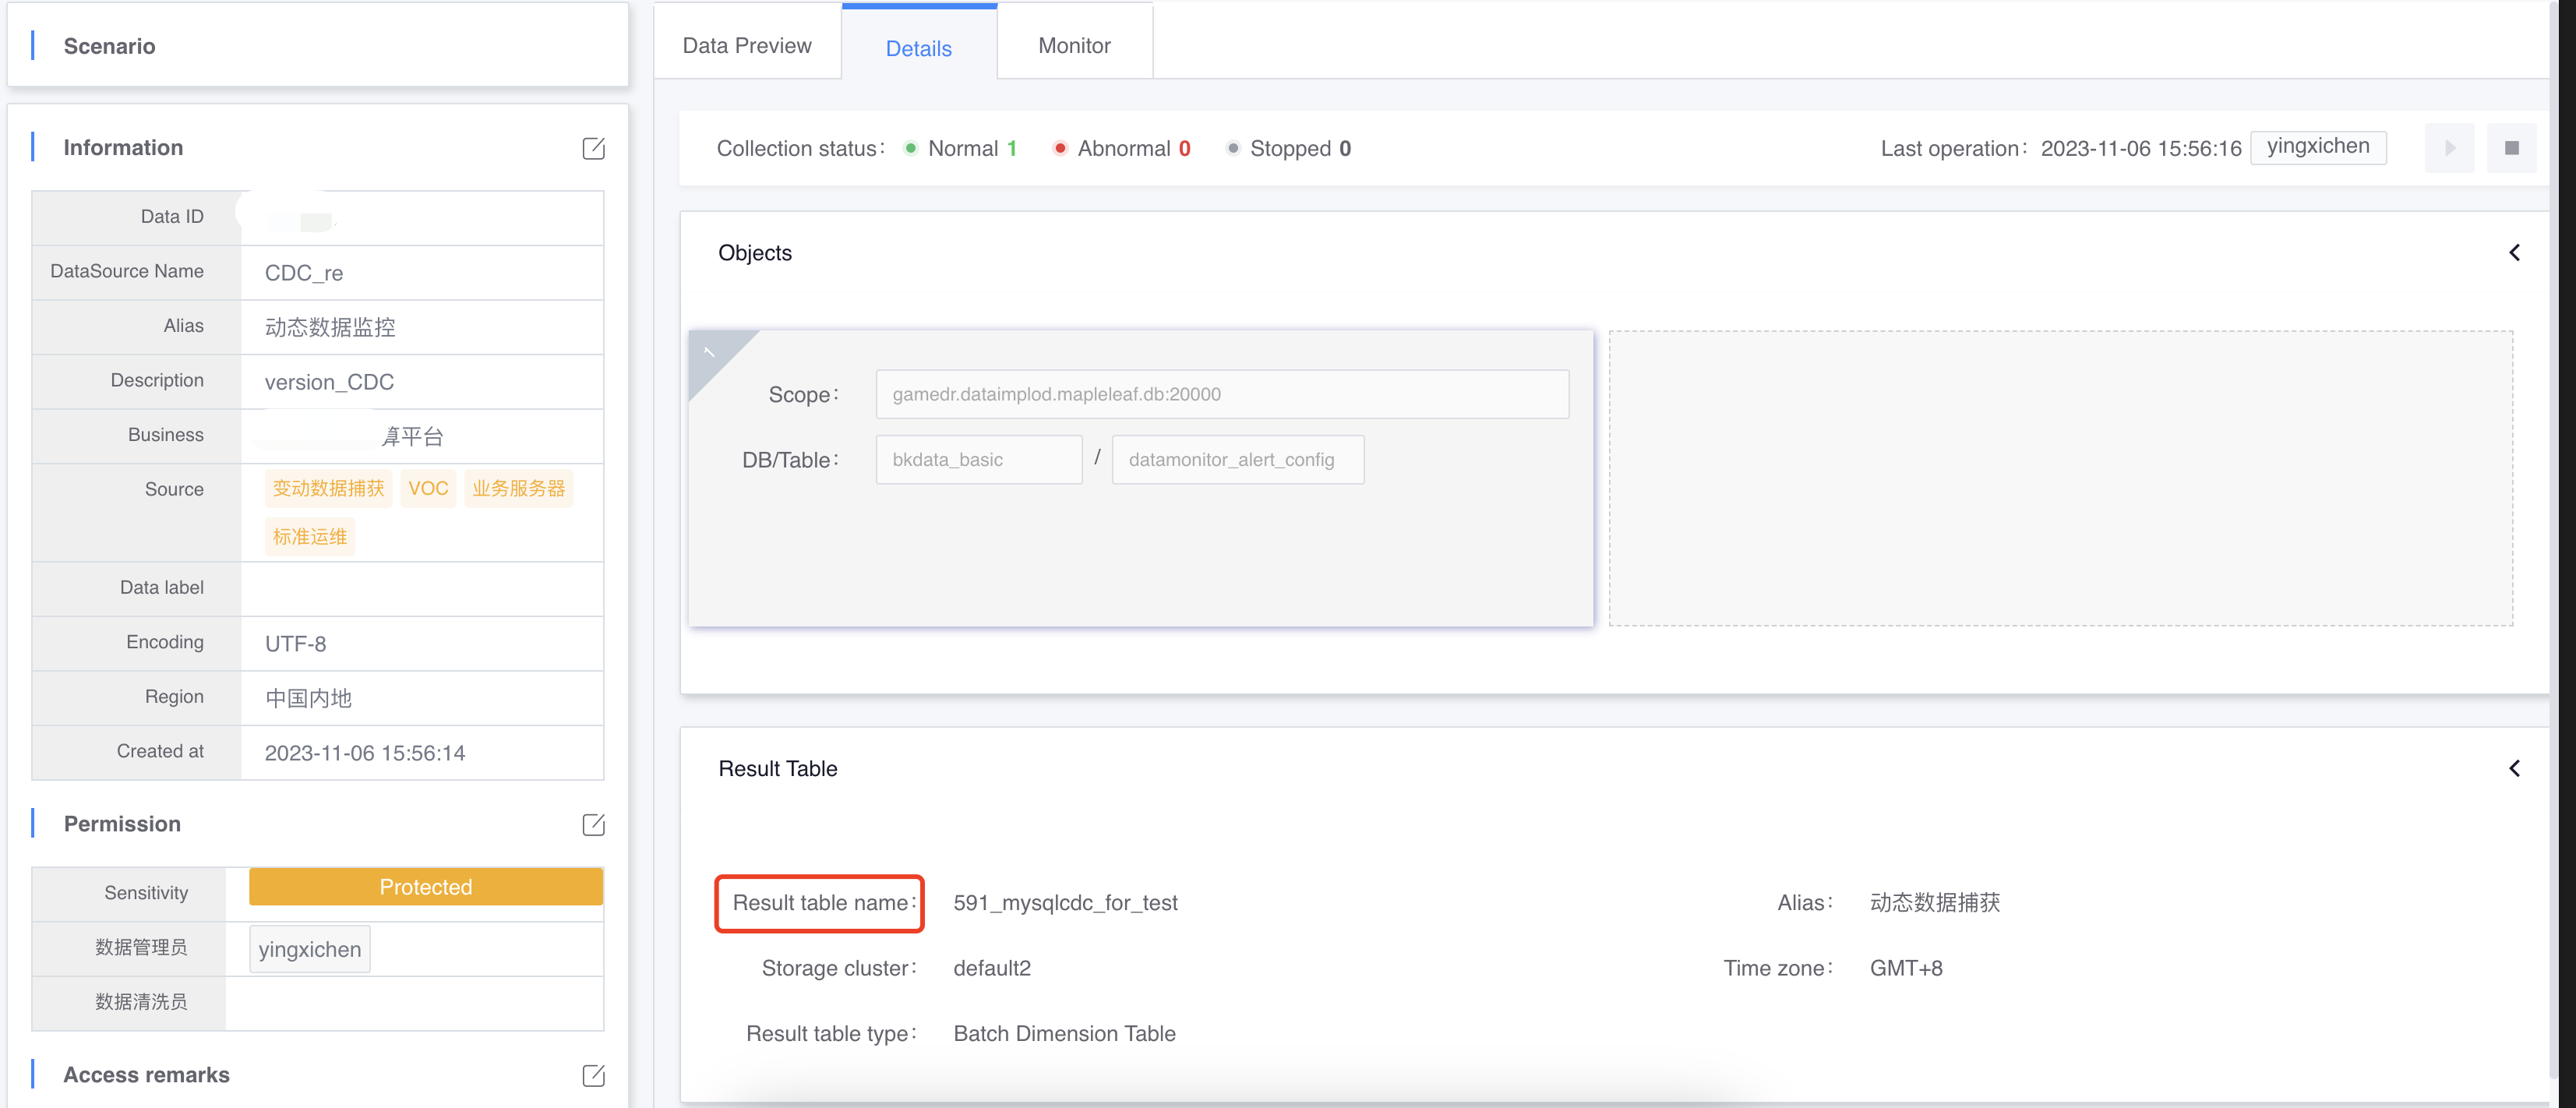 Scenario
Information
Data ID
DataSource Name CDC_re
Alias 动态数据监控
Description version_CDC
Business 算平台
Source 变动数据捕获 VOC 业务服务器
标准运维
Data label
Encoding UTF-8
Region 中国内地
Created at 2023-11-06 15:56:14
Permission
Sensitivity Protected
数据管理员 yingxichen
数据清洗员
Access remarks
Data Preview Details Monitor
Collection status： Normal 1 Abnormal 0 Stopped 0 Last operation：2023-11-06 15:56:16 yingxichen
Objects
1
Scope： gamedr.dataimplod.mapleleaf.db:20000
DB/Table： bkdata_basic / datamonitor_alert_config
Result Table
Result table name： 591_mysqlcdc_for_test Alias： 动态数据捕获
Storage cluster： default2 Time zone： GMT+8
Result table type： Batch Dimension Table